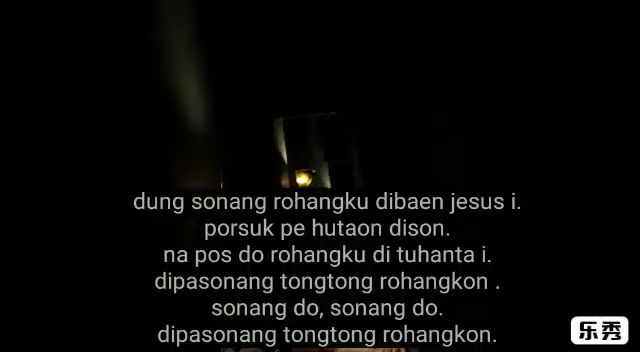 dung sonang rohangku dibaen jesus i.
porsuk pe hutaon dison.
na pos do rohangku di tuhanta i.
dipasonang tongtong rohangkon .
sonang do, sonang do.
dipasonang tongtong rohangkon.
乐秀